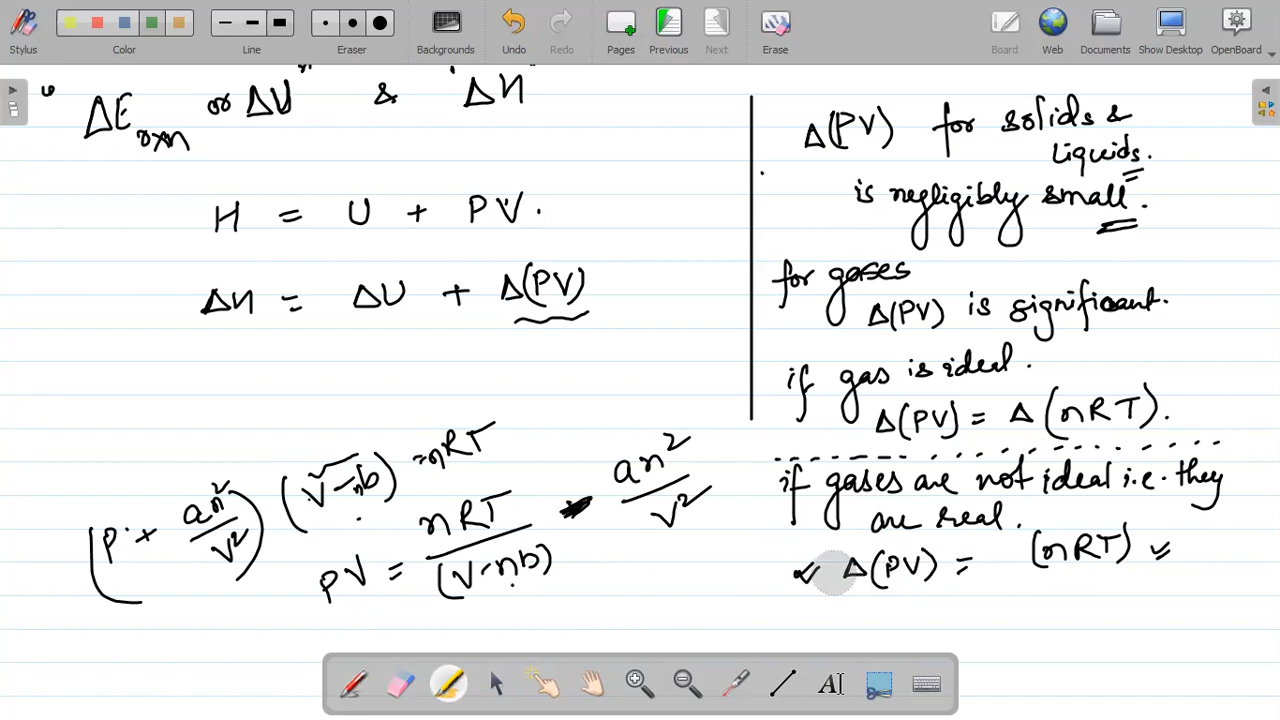 Stylus Color Line Eraser Backgrounds Undo Redo Pages Previous Next Erase Board Web Documents Show Desktop OpenBoard
" ΔE rxn or ΔU" & 'ΔH"
H = U + PV.
ΔH = ΔU + Δ(PV)
(P + an²/V²) (V - nb) = nRT
PV = nRT/(V - nb) - an²/V²
Δ(PV) for solids &
Liquids.
is negligibly small.
for gases
Δ(PV) is significant.
if gas is ideal.
Δ(PV) = Δ(nRT).
if gases are not ideal i.e. they
are real.
✓ Δ(PV) = (nRT) ✓